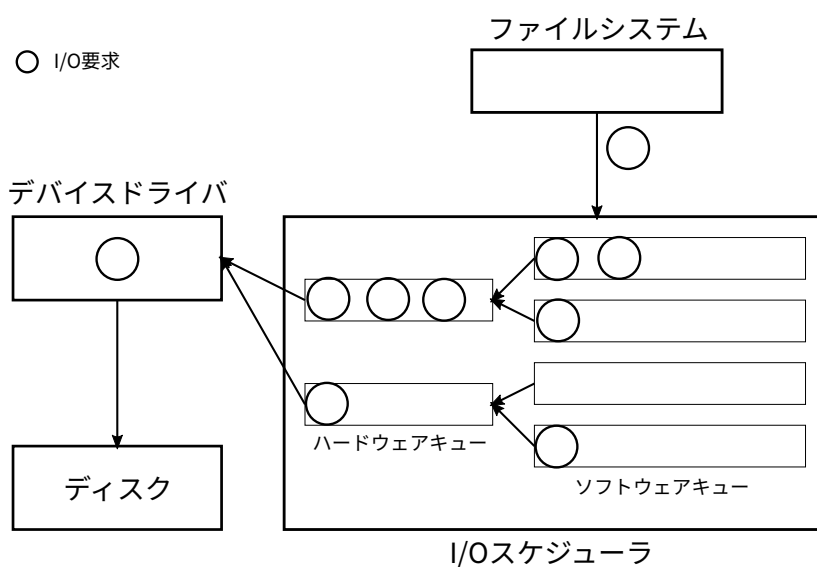 ファイルシステム
I/O要求
デバイスドライバ
ハードウェアキュー
ディスク
ソフトウェアキュー
I/Oスケジューラ